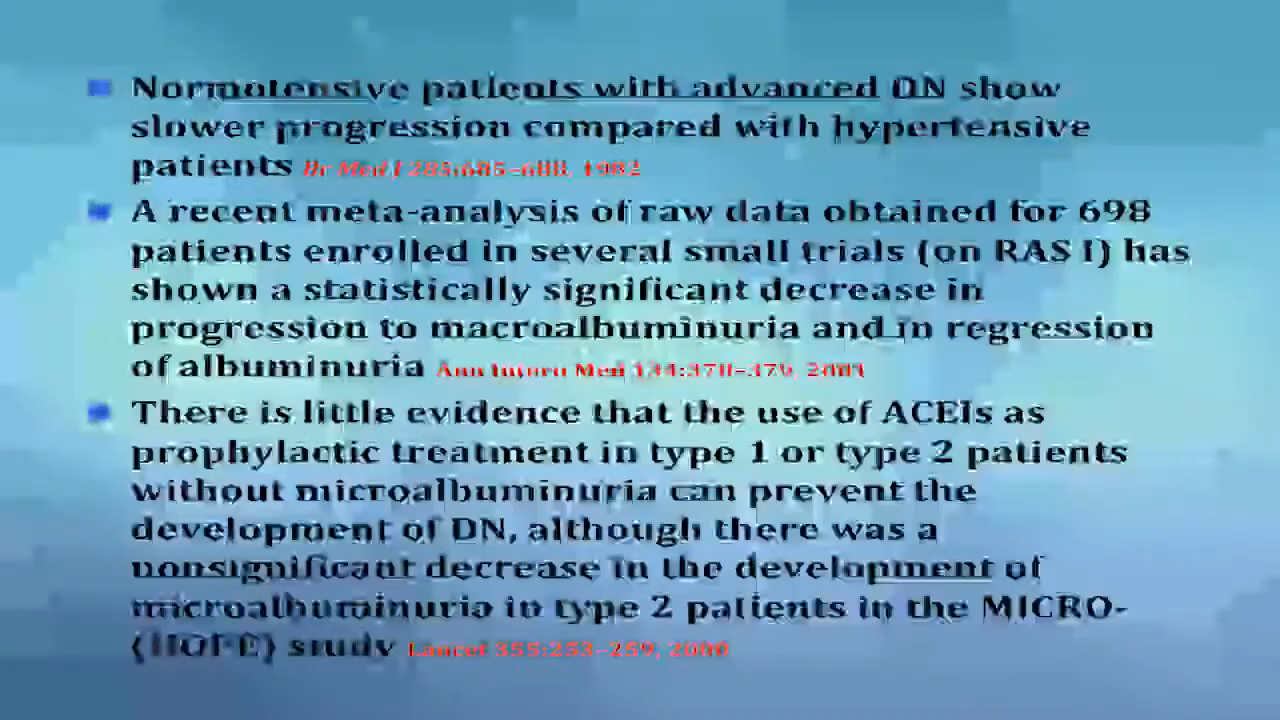 Normotensive patients with advanced DN show
slower progression compared with hypertensive
patients Br Med J 285:685-688, 1982
A recent meta-analysis of raw data obtained for 698
patients enrolled in several small trials (on RAS I) has
shown a statistically significant decrease in
progression to macroalbuminuria and in regression
of albuminuria Ann Intern Med 134:370-379, 2001
There is little evidence that the use of ACEIs as
prophylactic treatment in type 1 or type 2 patients
without microalbuminuria can prevent the
development of DN, although there was a
nonsignificant decrease in the development of
microalbuminuria in type 2 patients in the MICRO-
(HOPE) study Lancet 355:253-259, 2000